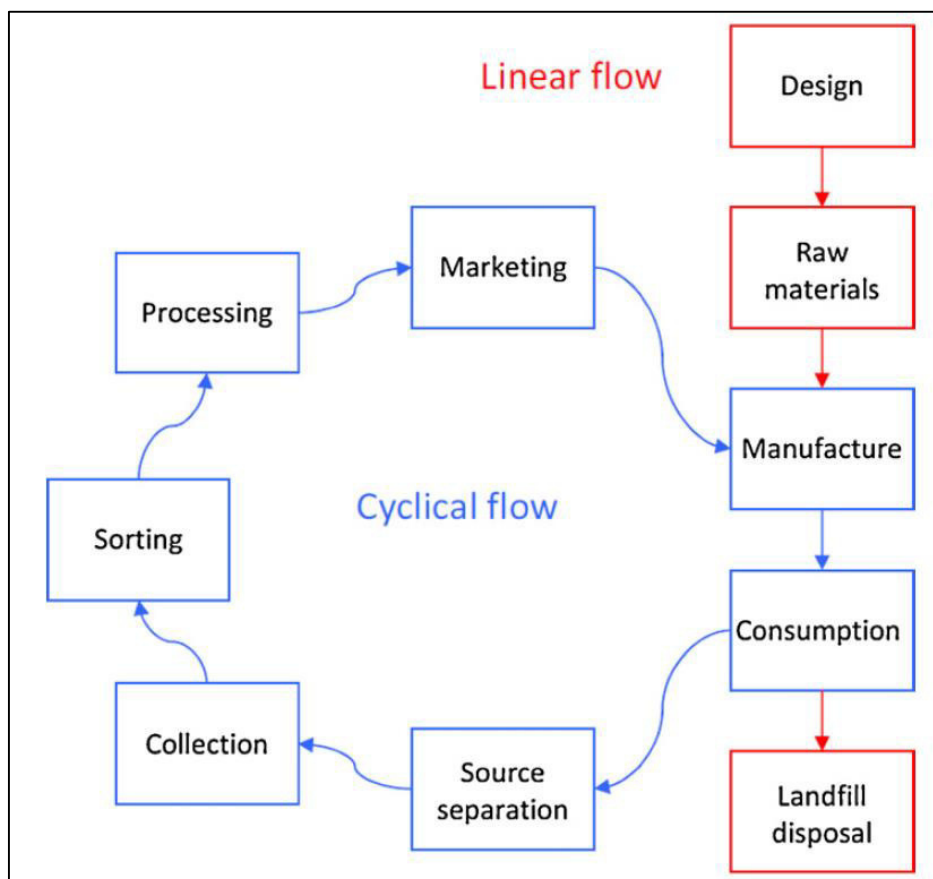 Linear flow
Design
Raw
materials
Marketing
Processing
Manufacture
Cyclical flow
Sorting
Consumption
Collection
Source
separation
Landfill
disposal